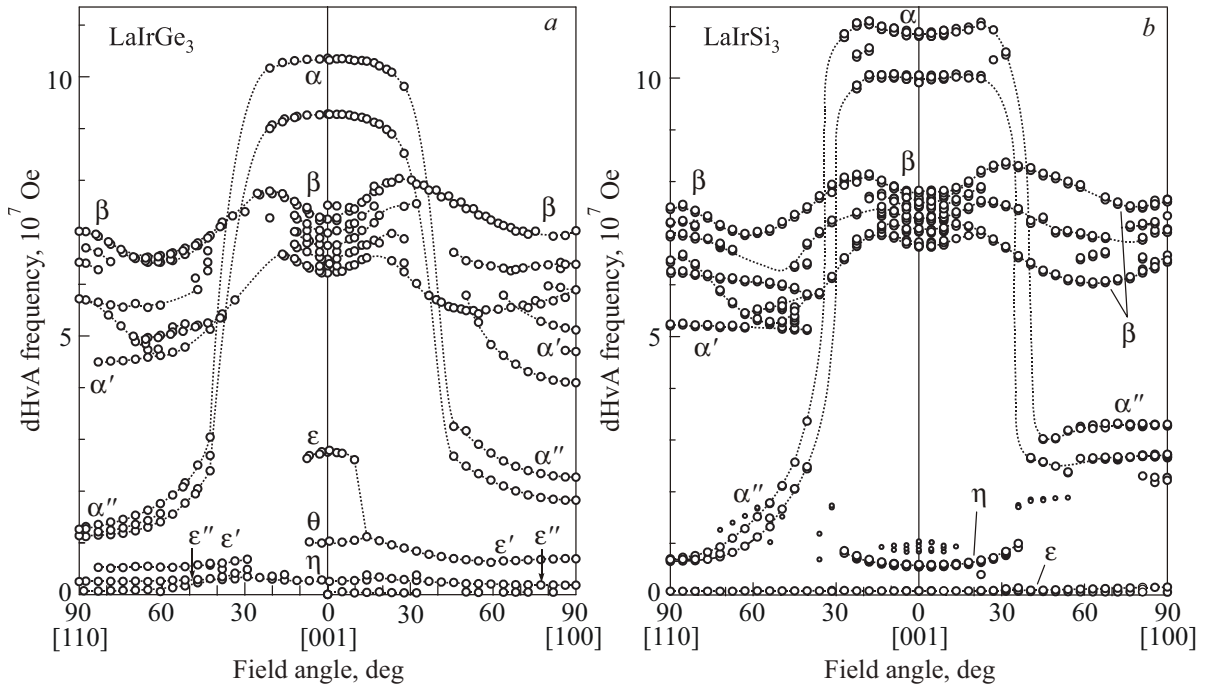 LaIrGe3
a
α
10
β
β
β
5
α′
α′
ε
α″
α″
θ
ε″
ε′
ε′
ε″
η
0
90
60
30
0
30
60
90
[110]
[001]
[100]
Field angle, deg
dHvA frequency, 10^7 Oe
LaIrSi3
b
α
10
β
β
β
5
α′
α″
α″
η
ε
0
90
60
30
0
30
60
90
[110]
[001]
[100]
Field angle, deg
dHvA frequency, 10^7 Oe